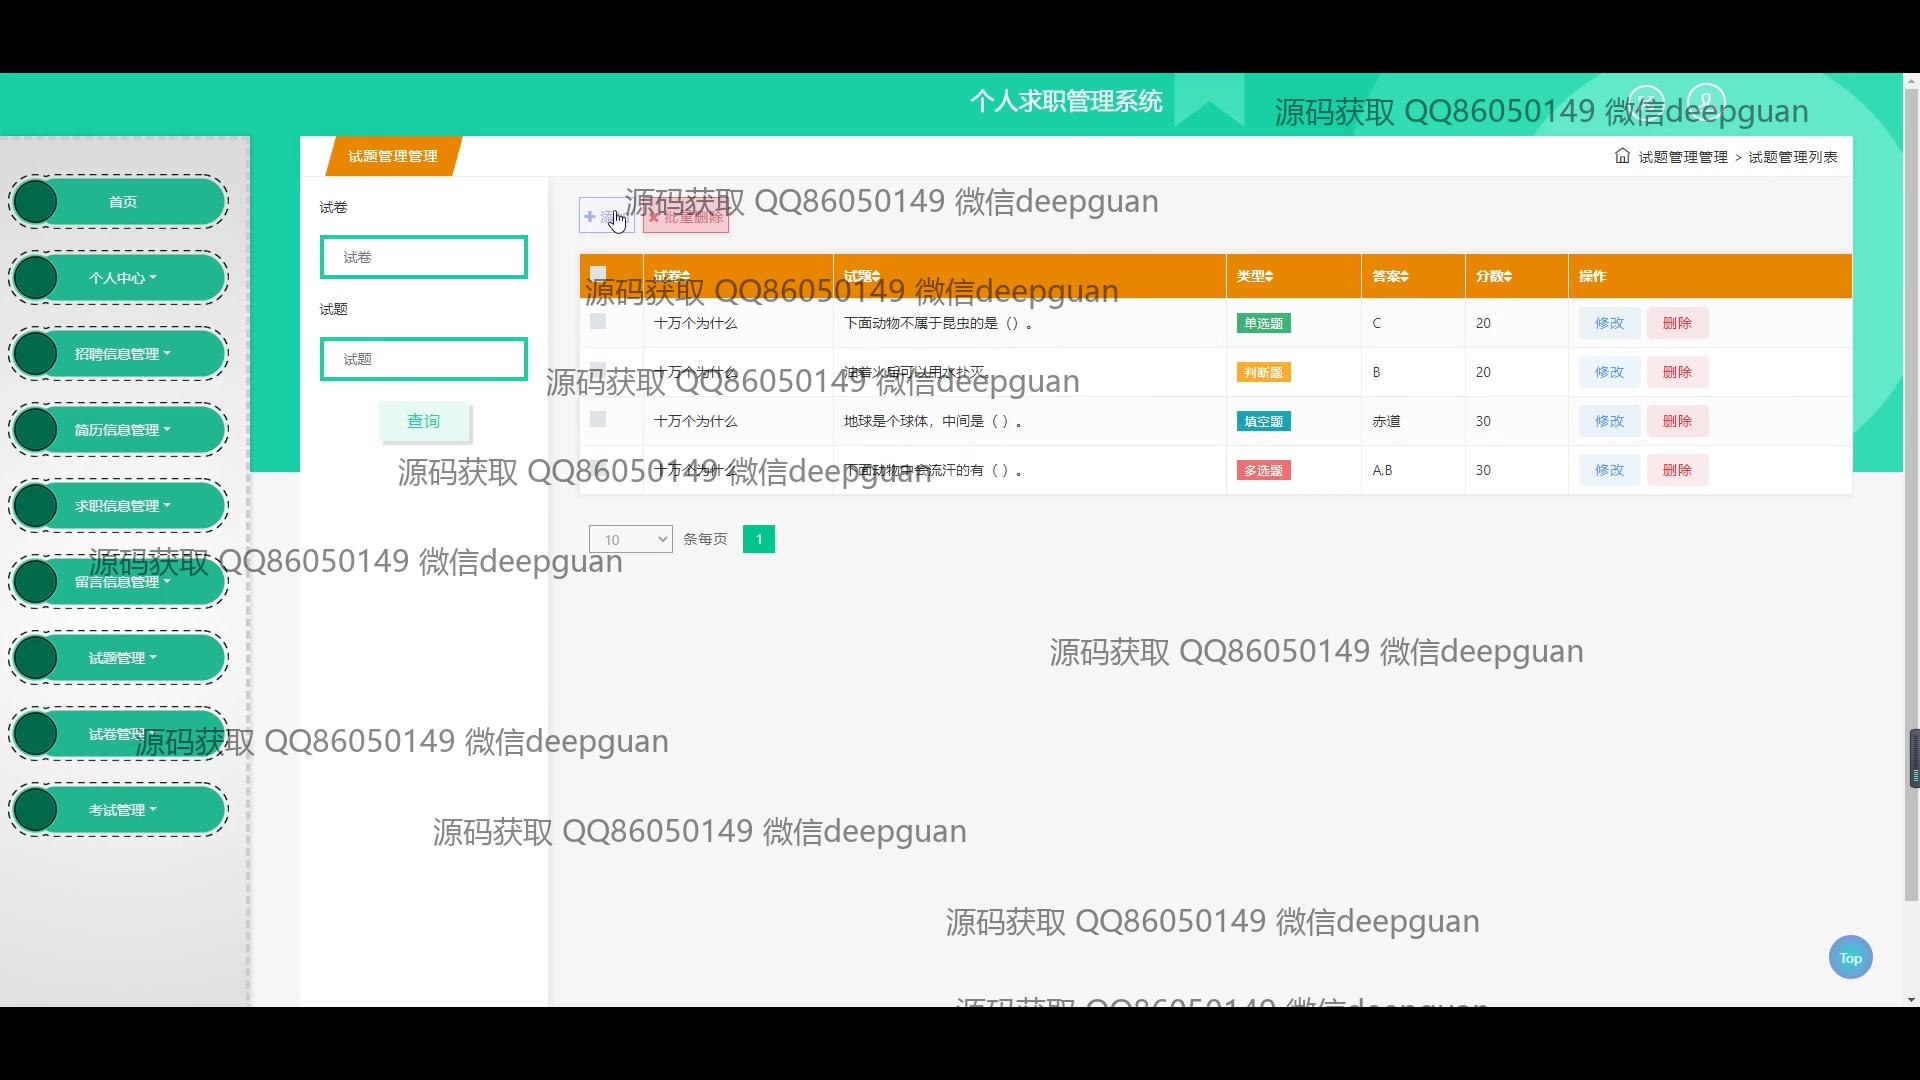 个人求职管理系统
源码获取 QQ86050149 微信deepguan
试题管理管理
试题管理管理 > 试题管理列表
首页
个人中心
招聘信息管理
简历信息管理
求职信息管理
留言信息管理
试题管理
试卷管理
考试管理
试卷
试卷
试题
试题
查询
源码获取 QQ86050149 微信deepguan
批量删除
试卷 试题 类型 答案 分数 操作
源码获取 QQ86050149 微信deepguan
十万个为什么 下面动物不属于昆虫的是（）。 单选题 C 20 修改 删除
十万个为什么 油着火后可以用水扑灭。 判断题 B 20 修改 删除
源码获取 QQ86050149 微信deepguan
十万个为什么 地球是个球体，中间是（ ）。 填空题 赤道 30 修改 删除
十万个为什么 下面动物中会流汗的有（ ）。 多选题 A,B 30 修改 删除
源码获取 QQ86050149 微信deepguan
10 条每页 1
源码获取 QQ86050149 微信deepguan
源码获取 QQ86050149 微信deepguan
源码获取 QQ86050149 微信deepguan
源码获取 QQ86050149 微信deepguan
源码获取 QQ86050149 微信deepguan
Top
源码获取 QQ86050149 微信deepguan